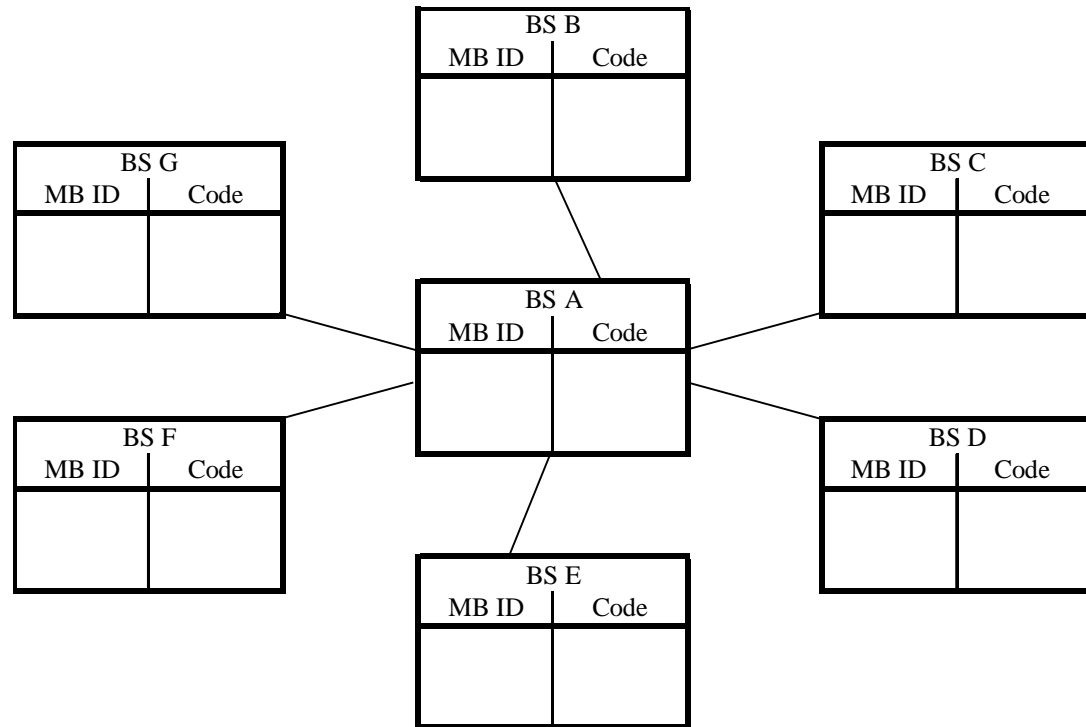 BS B
MB ID Code
BS G
MB ID Code
BS C
MB ID Code
BS A
MB ID Code
BS F
MB ID Code
BS D
MB ID Code
BS E
MB ID Code